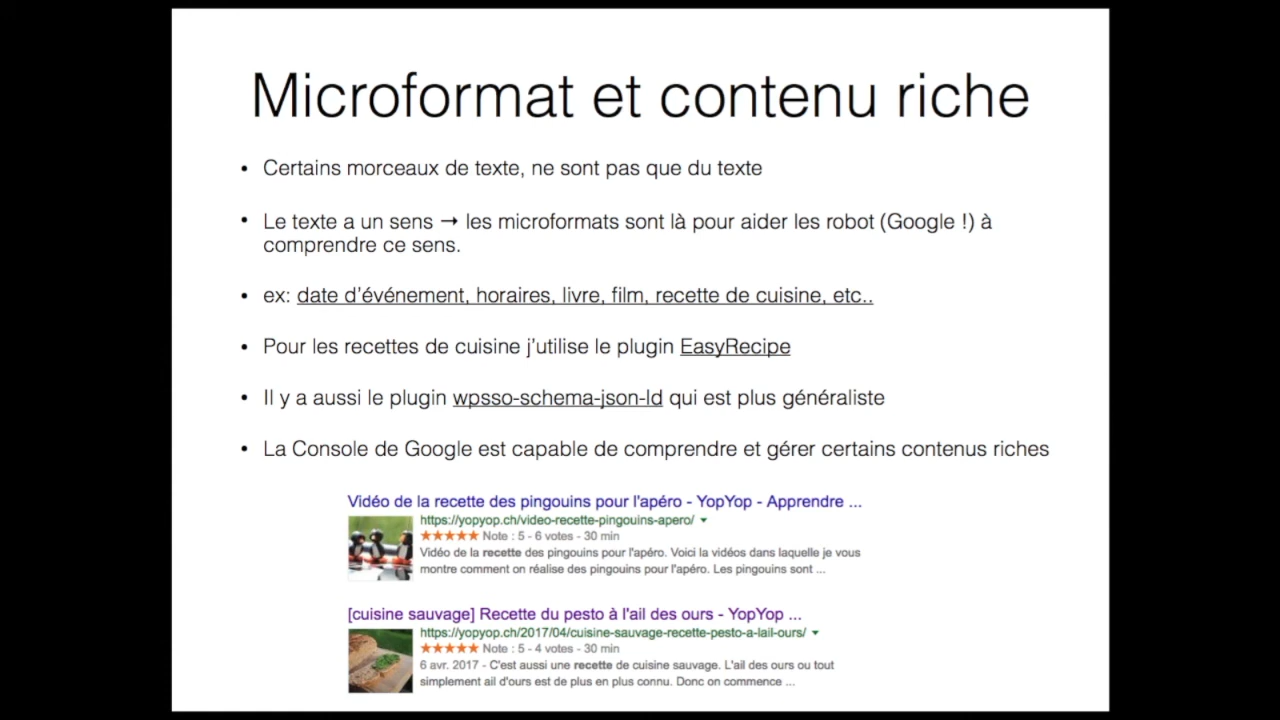 Microformat et contenu riche
• Certains morceaux de texte, ne sont pas que du texte
• Le texte a un sens → les microformats sont là pour aider les robot (Google !) à
comprendre ce sens.
• ex: date d'événement, horaires, livre, film, recette de cuisine, etc..
• Pour les recettes de cuisine j'utilise le plugin EasyRecipe
• Il y a aussi le plugin wpsso-schema-json-ld qui est plus généraliste
• La Console de Google est capable de comprendre et gérer certains contenus riches
Vidéo de la recette des pingouins pour l'apéro - YopYop - Apprendre ...
https://yopyop.ch/video-recette-pingouins-apero/
★★★★★ Note : 5 - 6 votes - 30 min
Vidéo de la recette des pingouins pour l'apéro. Voici la vidéos dans laquelle je vous
montre comment on réalise des pingouins pour l'apéro. Les pingouins sont ...
[cuisine sauvage] Recette du pesto à l'ail des ours - YopYop ...
https://yopyop.ch/2017/04/cuisine-sauvage-recette-pesto-a-lail-ours/
★★★★★ Note : 5 - 4 votes - 30 min
6 avr. 2017 - C'est aussi une recette de cuisine sauvage. L'ail des ours ou tout
simplement ail d'ours est de plus en plus connu. Donc on commence ...